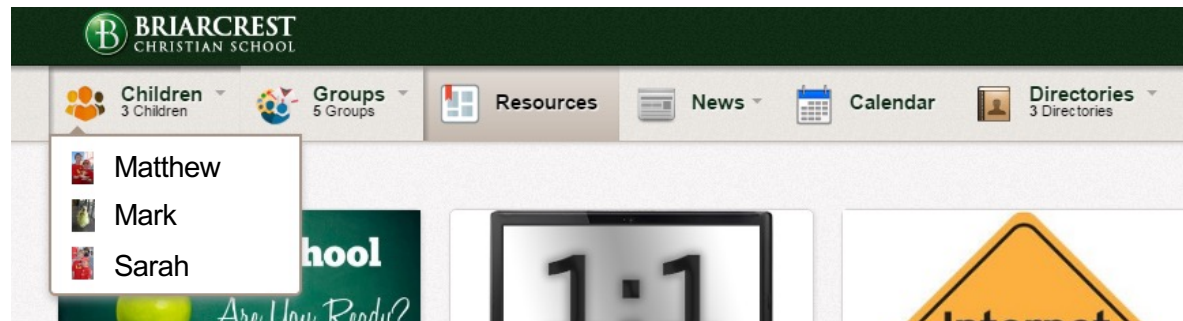 B
BRIARCREST
CHRISTIAN SCHOOL
Children
3 Children
Groups
5 Groups
Resources
News
Calendar
Directories
3 Directories
Matthew
Mark
Sarah
hool
Are You Ready?
1:1
Internet